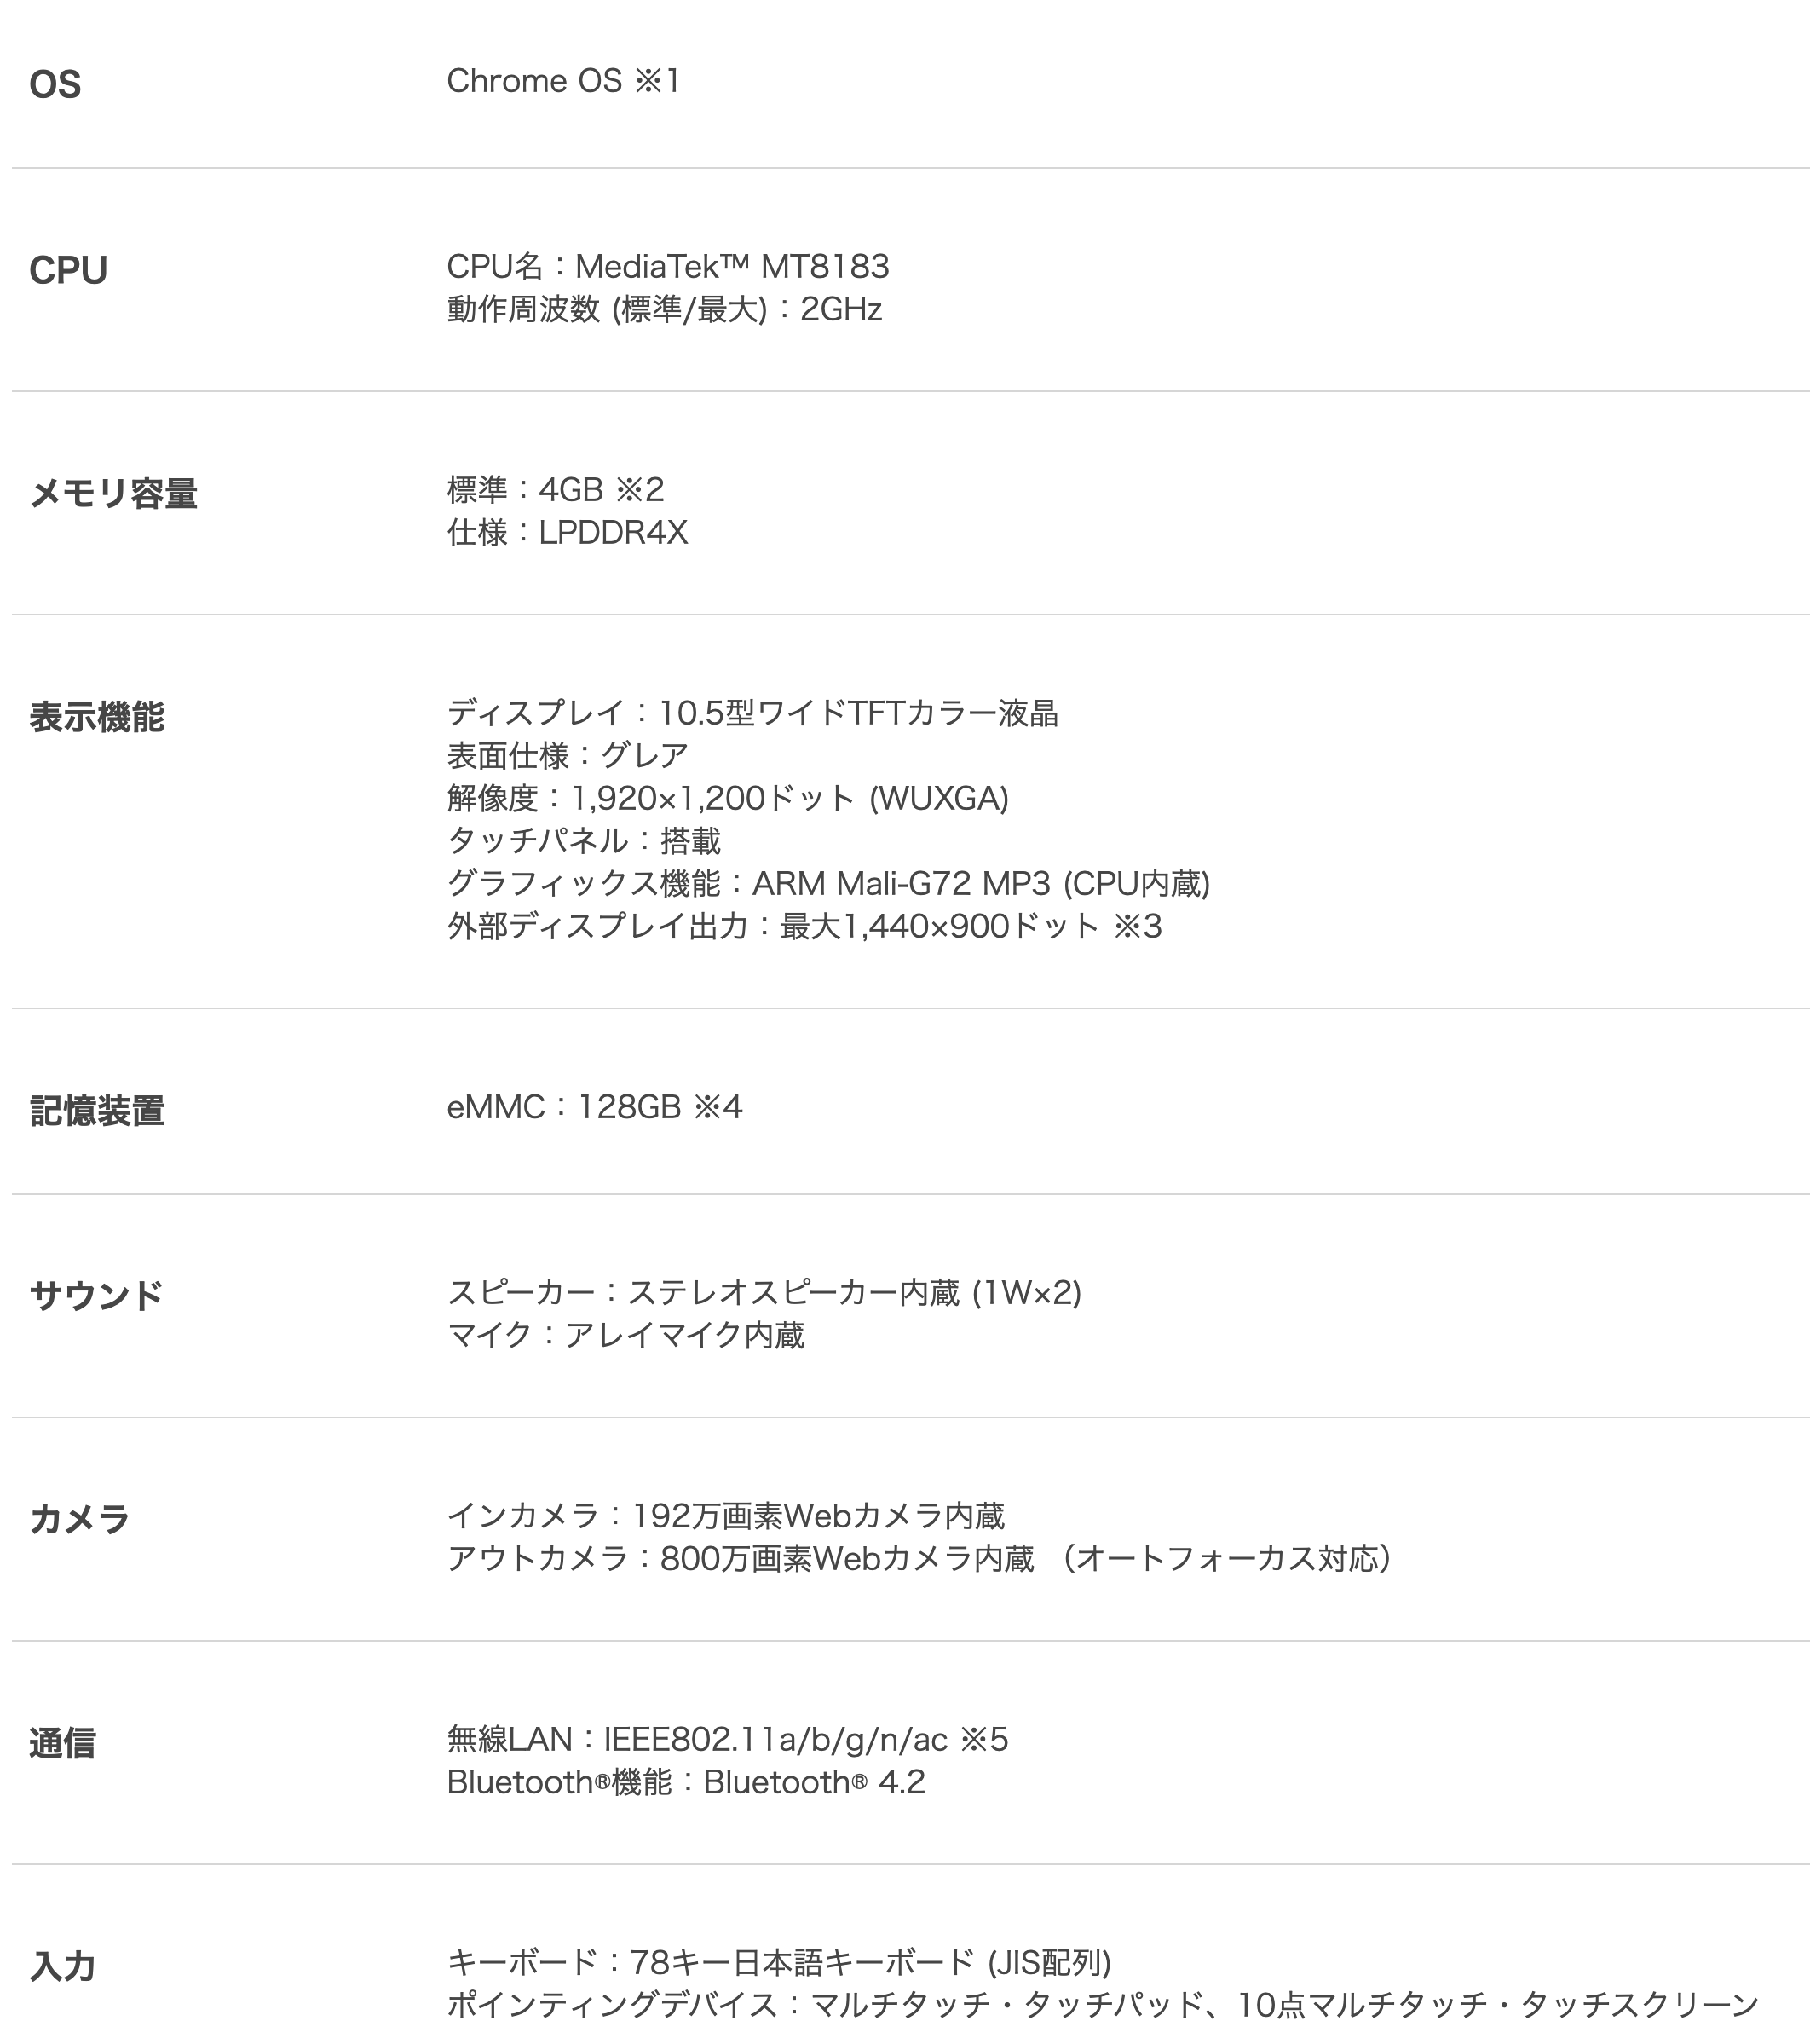 OS
Chrome OS ※1
CPU
CPU名：MediaTek™ MT8183
動作周波数 (標準/最大)：2GHz
メモリ容量
標準：4GB ※2
仕様：LPDDR4X
表示機能
ディスプレイ：10.5型ワイドTFTカラー液晶
表面仕様：グレア
解像度：1,920×1,200ドット (WUXGA)
タッチパネル：搭載
グラフィックス機能：ARM Mali-G72 MP3 (CPU内蔵)
外部ディスプレイ出力：最大1,440×900ドット ※3
記憶装置
eMMC：128GB ※4
サウンド
スピーカー：ステレオスピーカー内蔵 (1W×2)
マイク：アレイマイク内蔵
カメラ
インカメラ：192万画素Webカメラ内蔵
アウトカメラ：800万画素Webカメラ内蔵 （オートフォーカス対応）
通信
無線LAN：IEEE802.11a/b/g/n/ac ※5
Bluetooth®機能：Bluetooth® 4.2
入力
キーボード：78キー日本語キーボード (JIS配列)
ポインティングデバイス：マルチタッチ・タッチパッド、10点マルチタッチ・タッチスクリーン